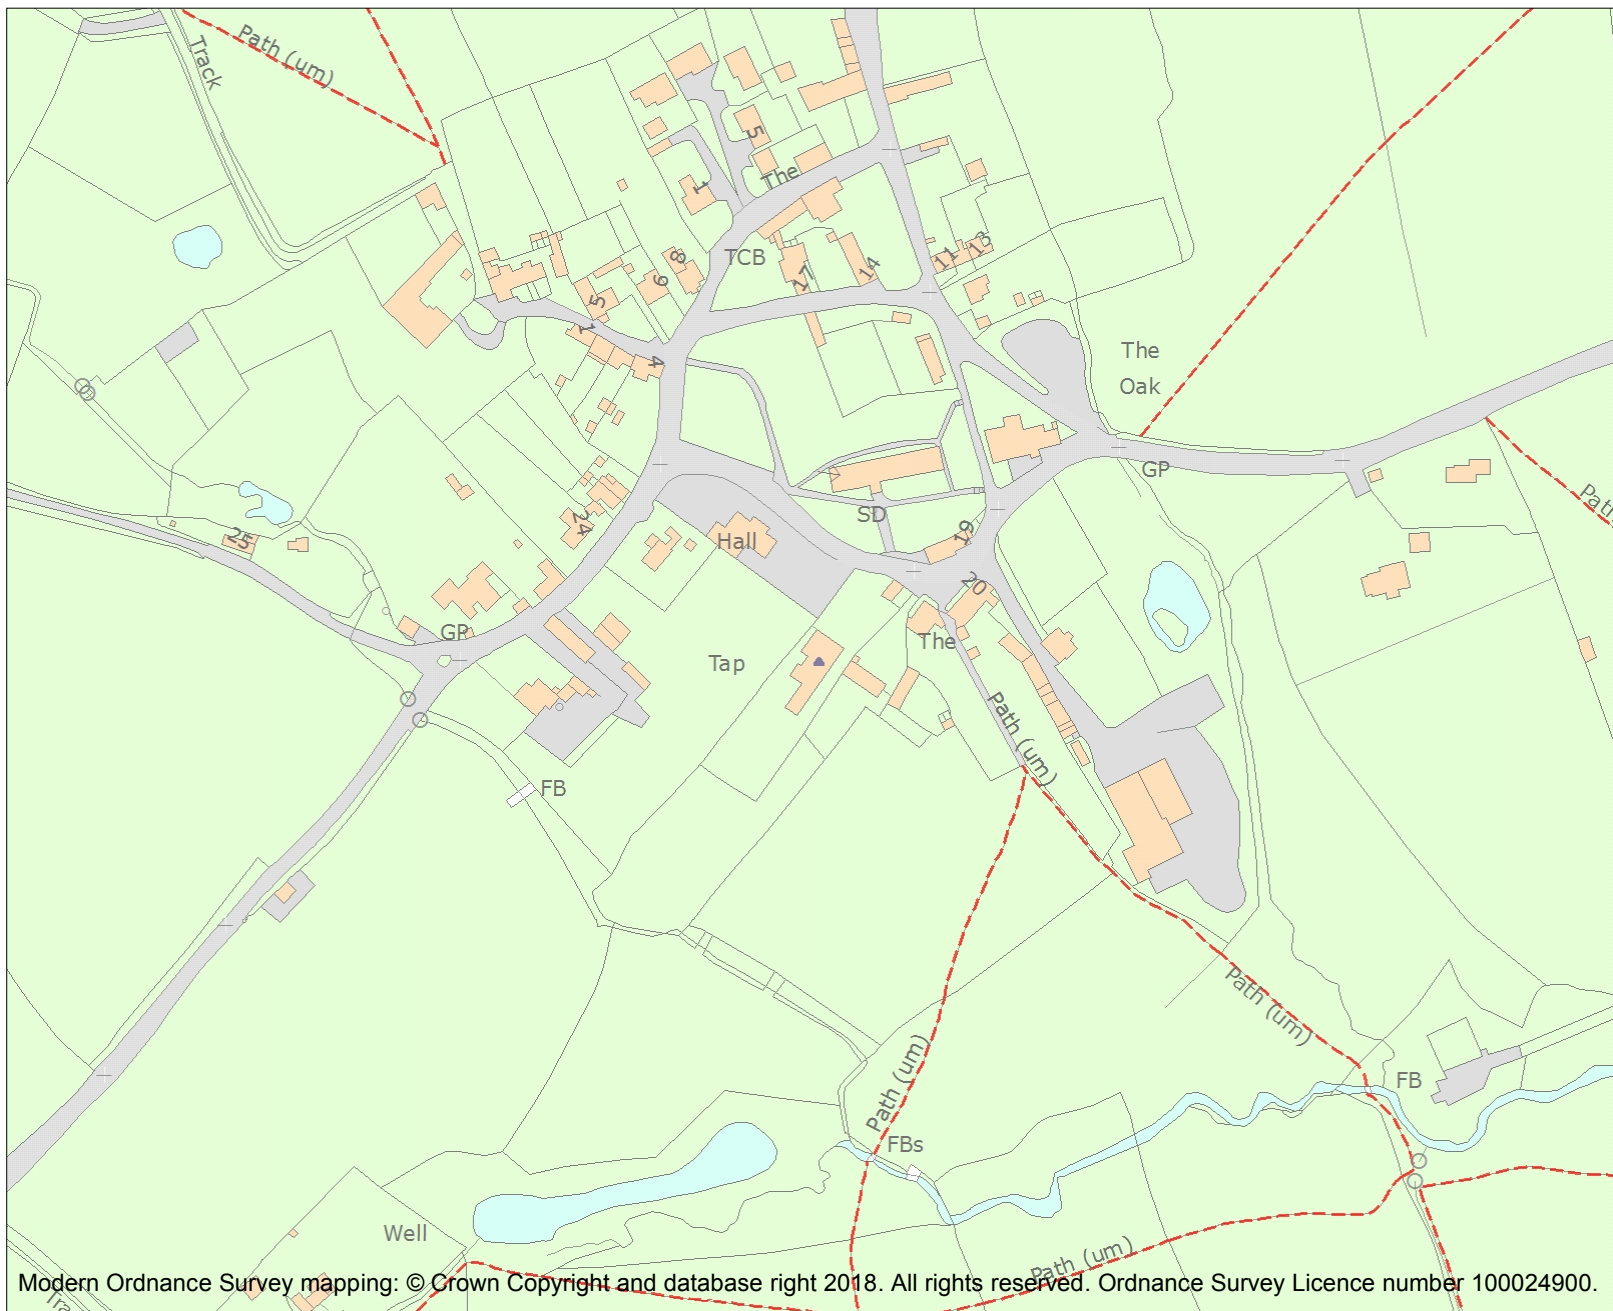 Path (um)
Track
5
The
1
TCB
8
6
5
1
4
17
14
11
13
The
Oak
GP
Path
SD
19
Hall
24
25
20
The
GP
Tap
Path (um)
FB
Path (um)
Path (um)
FB
FBs
Well
Path (um)
Tra
Modern Ordnance Survey mapping: © Crown Copyright and database right 2018. All rights reserved. Ordnance Survey Licence number 100024900.